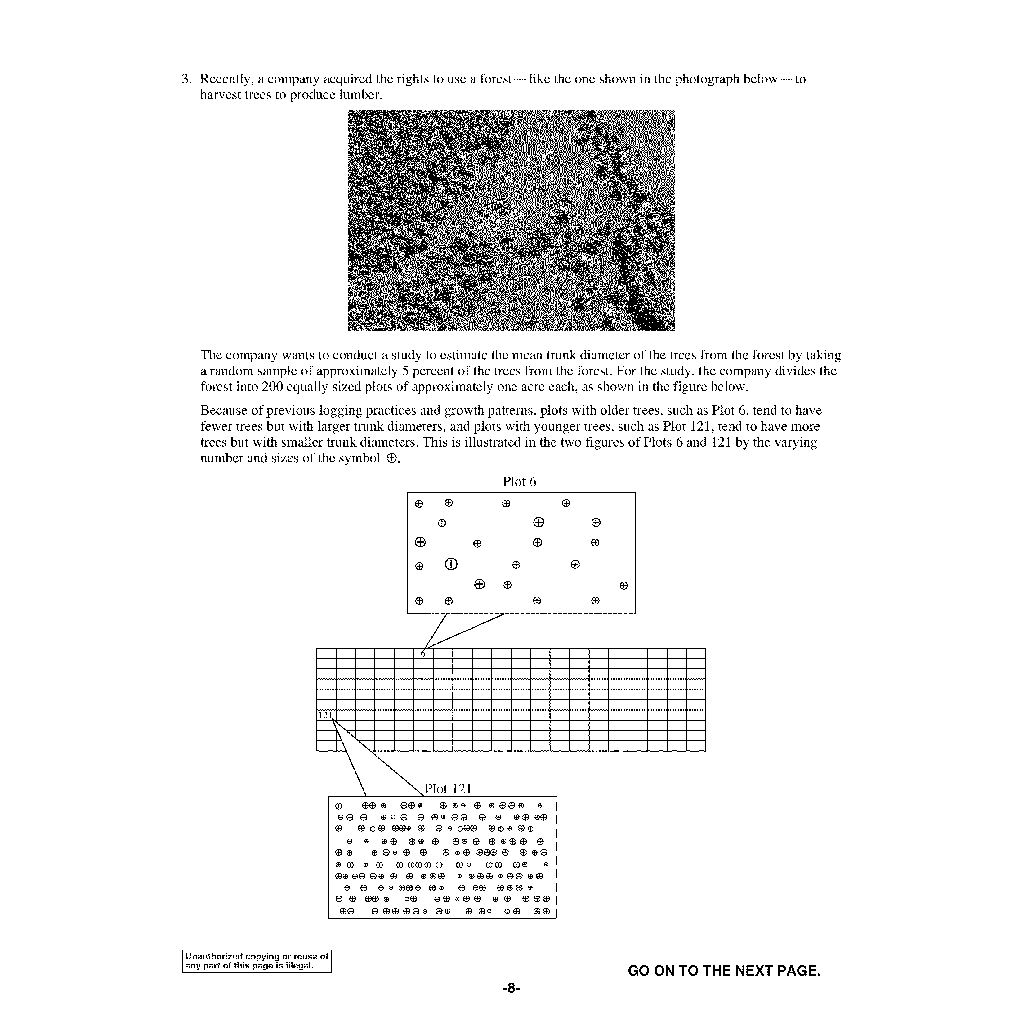 3. Recently, a company acquired the rights to use a forest — like the one shown in the photograph below — to
harvest trees to produce lumber.
The company wants to conduct a study to estimate the mean trunk diameter of the trees from the forest by taking
a random sample of approximately 5 percent of the trees from the forest. For the study, the company divides the
forest into 200 equally sized plots of approximately one acre each, as shown in the figure below.
Because of previous logging practices and growth patterns, plots with older trees, such as Plot 6, tend to have
fewer trees but with larger trunk diameters, and plots with younger trees, such as Plot 121, tend to have more
trees but with smaller trunk diameters. This is illustrated in the two figures of Plots 6 and 121 by the varying
number and sizes of the symbol ⊕.
Plot 6
6
121
Plot 121
Unauthorized copying or reuse of
any part of this page is illegal.
GO ON TO THE NEXT PAGE.
-8-